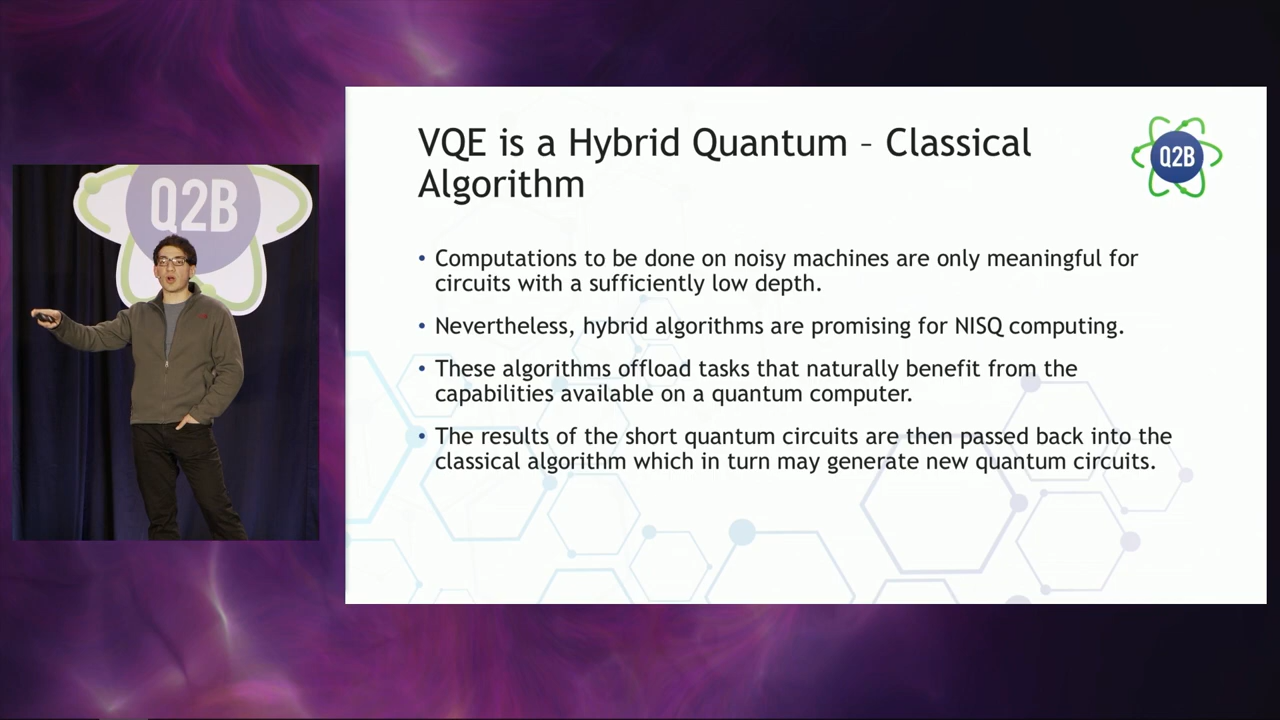 Q2B
VQE is a Hybrid Quantum – Classical
Algorithm
Q2B
• Computations to be done on noisy machines are only meaningful for
circuits with a sufficiently low depth.
• Nevertheless, hybrid algorithms are promising for NISQ computing.
• These algorithms offload tasks that naturally benefit from the
capabilities available on a quantum computer.
• The results of the short quantum circuits are then passed back into the
classical algorithm which in turn may generate new quantum circuits.